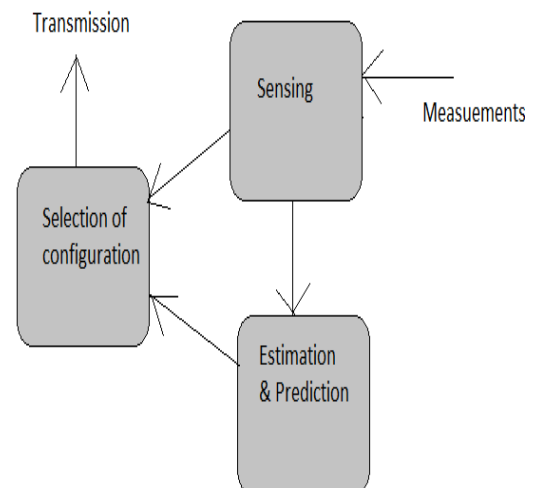 Transmission
Sensing
Measuements
Selection of
configuration
Estimation
& Prediction